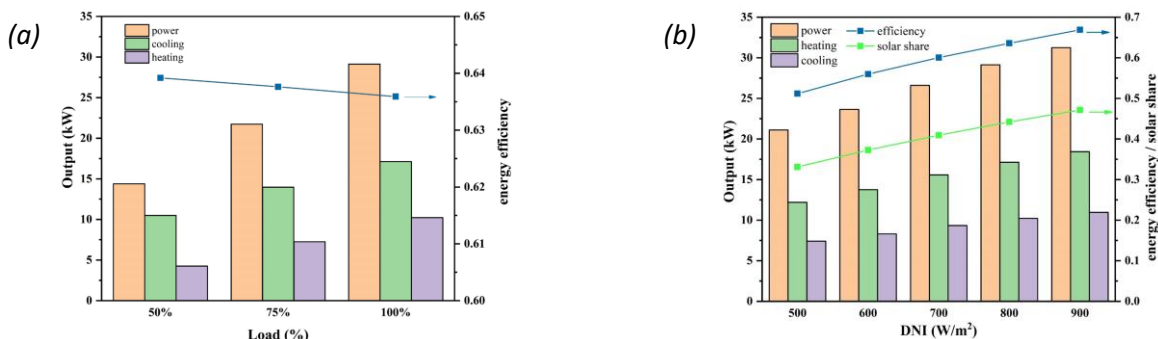 (a)
35
30
25
20
15
10
5
0
Output (kW)
power
cooling
heating
0.65
0.64
0.63
0.62
0.61
0.60
energy efficiency
50%
75%
100%
Load (%)
(b)
35
30
25
20
15
10
5
0
Output (kW)
power
heating
cooling
efficiency
solar share
0.7
0.6
0.5
0.4
0.3
0.2
0.1
0.0
energy efficiency / solar share
500
600
700
800
900
DNI (W/m²)